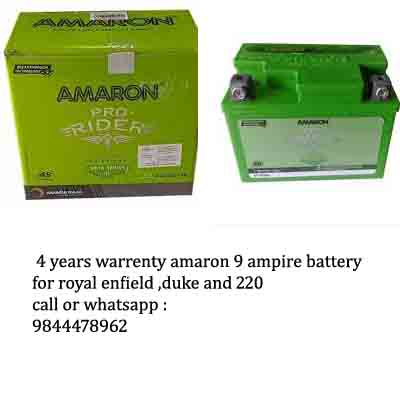 AMARON
AMARON
PRO
RIDER
AMARON
4 years warrenty amaron 9 ampire battery
for royal enfield ,duke and 220
call or whatsapp :
9844478962